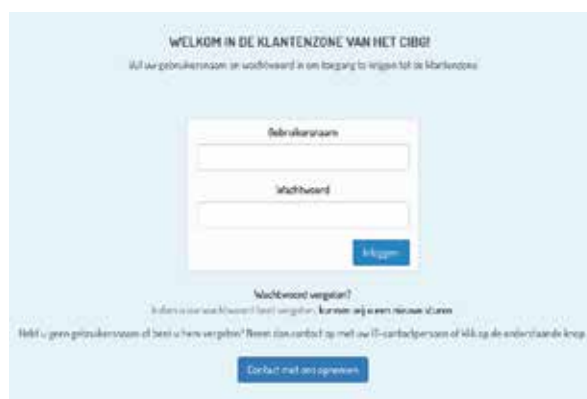 WELKOM IN DE KLANTENZONE VAN HET CIBG!
Vul uw gebruikersnaam en wachtwoord in om toegang te krijgen tot de klantenzone
Gebruikersnaam
Wachtwoord
Inloggen
Wachtwoord vergeten?
Indien u uw wachtwoord bent vergeten, kunnen wij u een nieuwe sturen
Hebt u geen gebruikersnaam of bent u hem vergeten? Neem dan contact op met uw IT-contactpersoon of klik op de onderstaande knop
Contact met ons opnemen